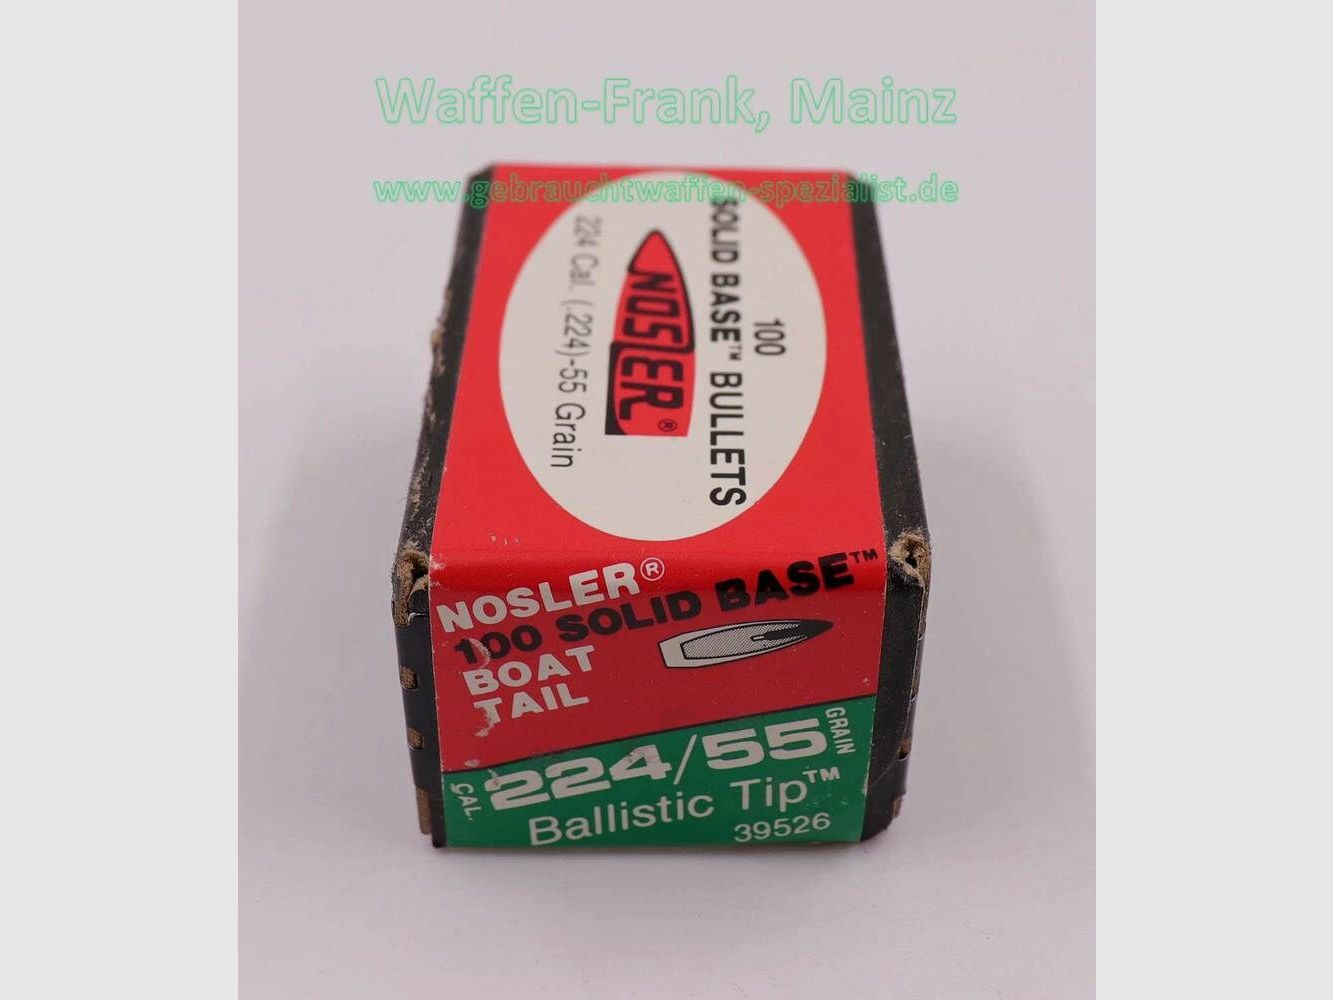 Waffen-Frank, Mainz
www.gebrauchtwaffen-spezialist.de
100
SOLID BASE™ BULLETS
NOSLER®
224 Cal. (.224)-55 Grain
NOSLER®
100 SOLID BASE™
BOAT
TAIL
CAL. 224/55 GRAIN
Ballistic Tip™
39526